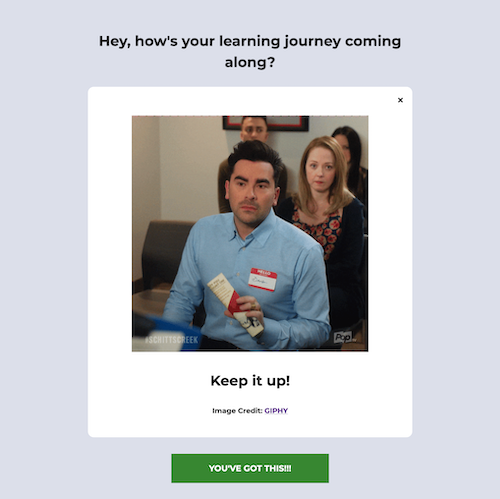 Hey, how's your learning journey coming
along?
×
HELLO
#SCHITTSCREEK
Pop
Keep it up!
Image Credit: GIPHY
YOU'VE GOT THIS!!!